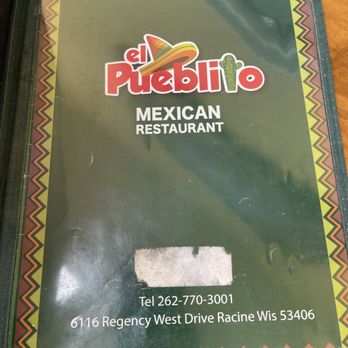 el
Pueblito
MEXICAN
RESTAURANT
Tel 262-770-3001
6116 Regency West Drive Racine Wis 53406